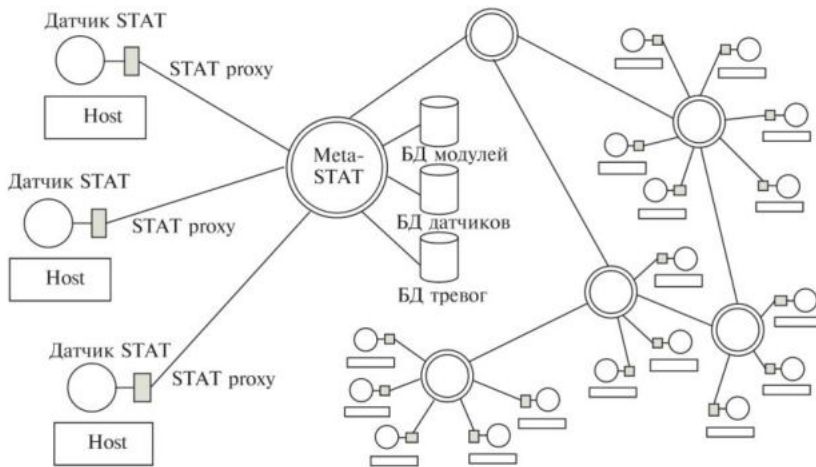 Датчик STAT
STAT proxy
Host
Датчик STAT
STAT proxy
Host
Датчик STAT
STAT proxy
Host
Meta-
STAT
БД модулей
БД датчиков
БД тревог